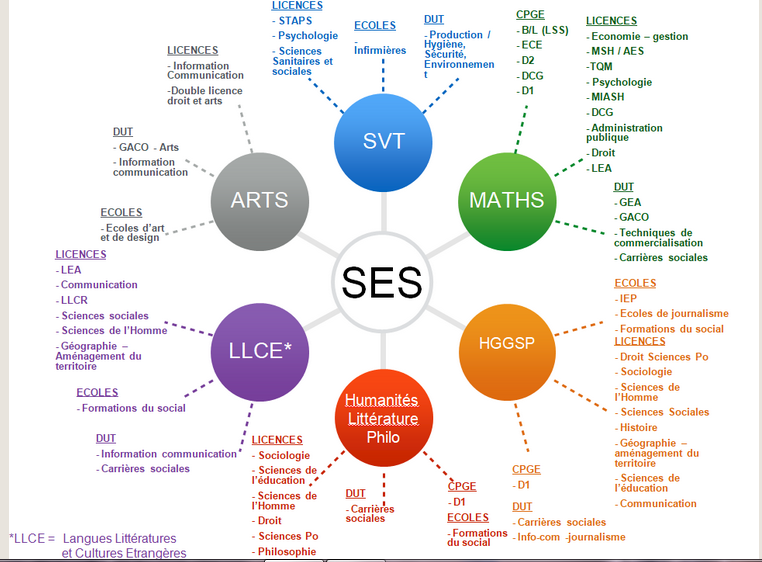 LICENCES
- STAPS
- Psychologie
- Sciences
Sanitaires et
sociales
ECOLES
-
Infirmières
DUT
- Production /
Hygiène,
Sécurité,
Environnemen
t
SVT
CPGE
- B/L (LSS)
- ECE
- D2
- DCG
- D1
LICENCES
- Economie – gestion
- MSH / AES
-TQM
- Psychologie
- MIASH
- DCG
- Administration
publique
- Droit
- LEA
DUT
- GEA
- GACO
- Techniques de
commercialisation
- Carrières sociales
MATHS
LICENCES
- Information
Communication
-Double licence
droit et arts
DUT
- GACO - Arts
- Information
communication
ECOLES
- Ecoles d'art
et de design
ARTS
SES
LICENCES
- LEA
- Communication
- LLCR
- Sciences sociales
- Sciences de l'Homme
- Géographie –
Aménagement du
territoire
ECOLES
- Formations du social
DUT
- Information communication
- Carrières sociales
LLCE*
HGGSP
ECOLES
- IEP
- Ecoles de journalisme
- Formations du social
LICENCES
- Droit Sciences Po
- Sociologie
- Sciences de
l'Homme
- Sciences Sociales
- Histoire
- Géographie –
aménagement du
territoire
- Sciences de
l'éducation
- Communication
CPGE
- D1
DUT
- Carrières sociales
- Info-com -journalisme
Humanités
Littérature
Philo
LICENCES
- Sociologie
- Sciences de
l'éducation
- Sciences de
l'Homme
- Droit
- Sciences Po
- Philosophie
DUT
- Carrières
sociales
CPGE
- D1
ECOLES
- Formations
du social
*LLCE = Langues Littératures
et Cultures Etrangères